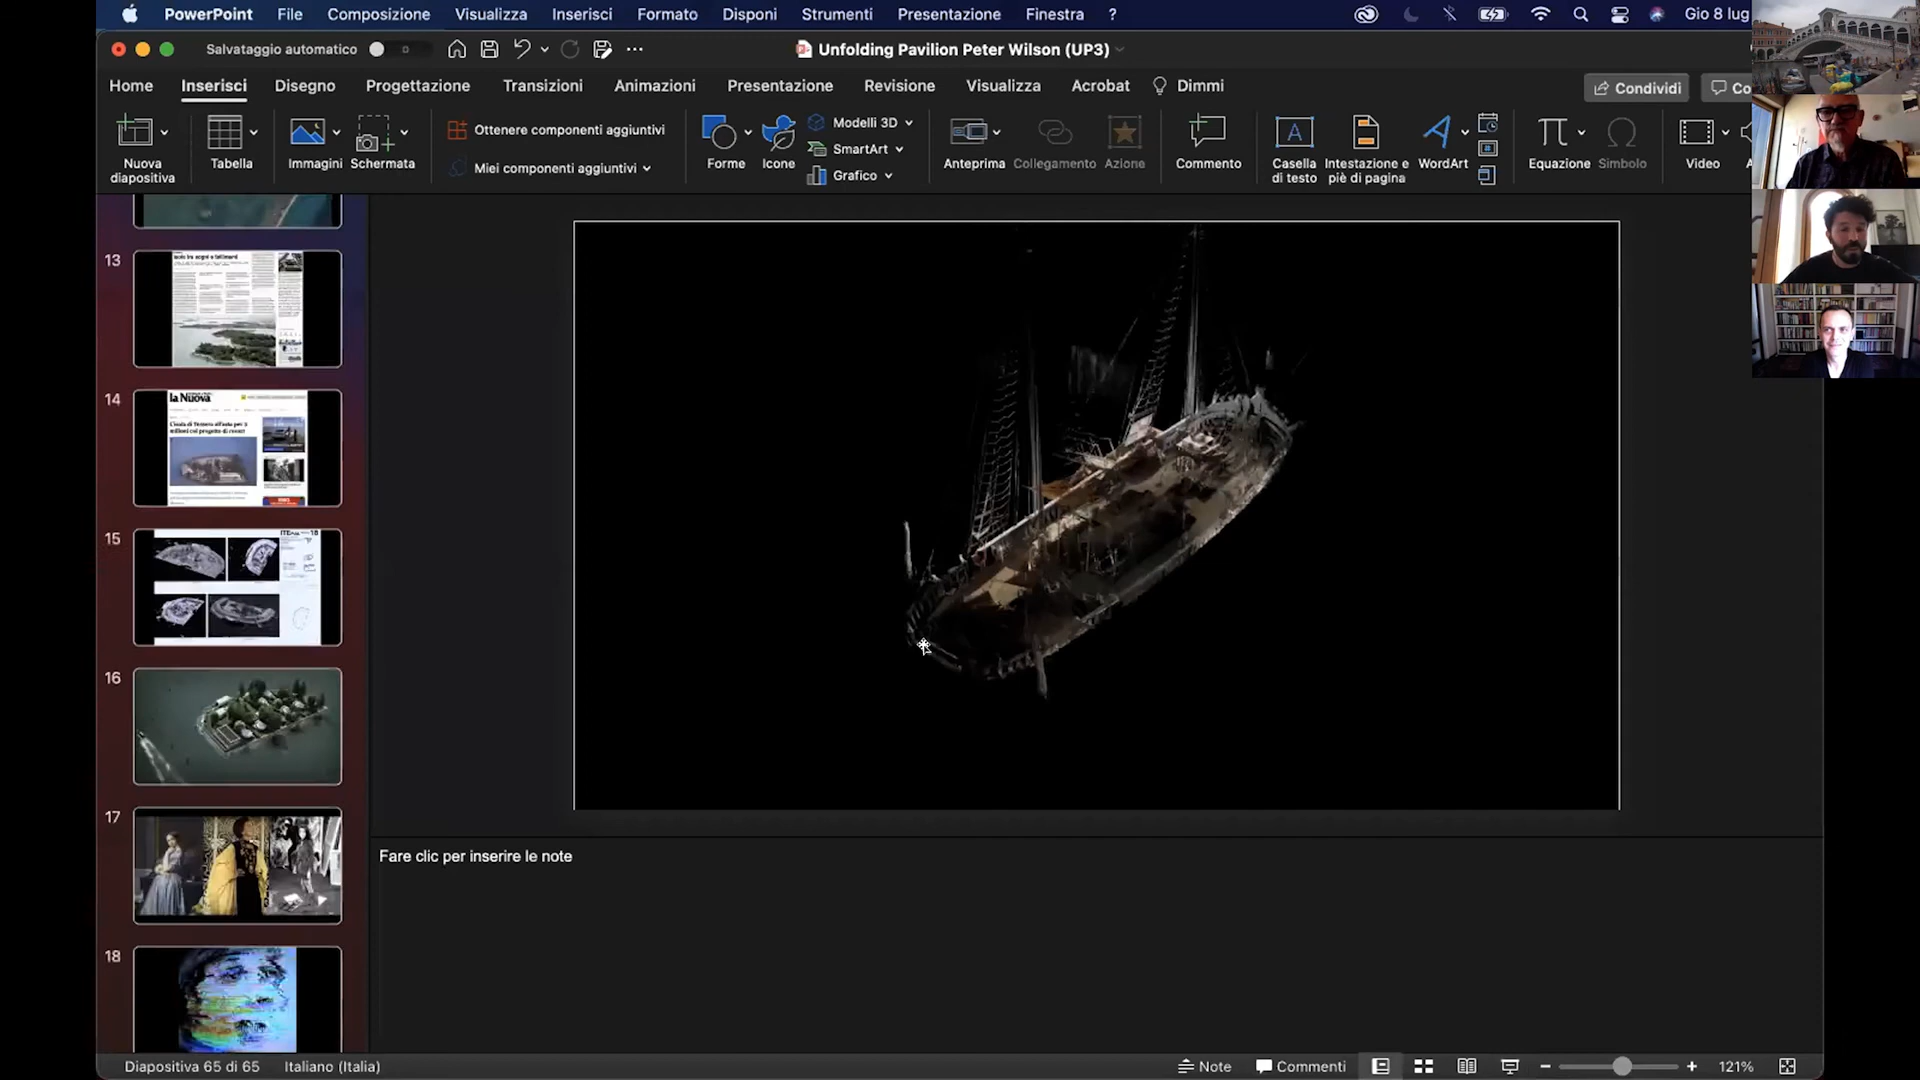 PowerPoint File Composizione Visualizza Inserisci Formato Disponi Strumenti Presentazione Finestra ? Gio 8 lug
Salvataggio automatico Unfolding Pavilion Peter Wilson (UP3)
Home Inserisci Disegno Progettazione Transizioni Animazioni Presentazione Revisione Visualizza Acrobat Dimmi Condividi Co
Nuova diapositiva
Tabella
Immagini
Schermata
Ottenere componenti aggiuntivi
Miei componenti aggiuntivi
Forme
Icone
Modelli 3D
SmartArt
Grafico
Anteprima
Collegamento
Azione
Commento
Casella di testo
Intestazione e piè di pagina
WordArt
Equazione
Simbolo
Video
13
14
la Nuova
15
16
17
18
Fare clic per inserire le note
Diapositiva 65 di 65 Italiano (Italia) Note Commenti 121%